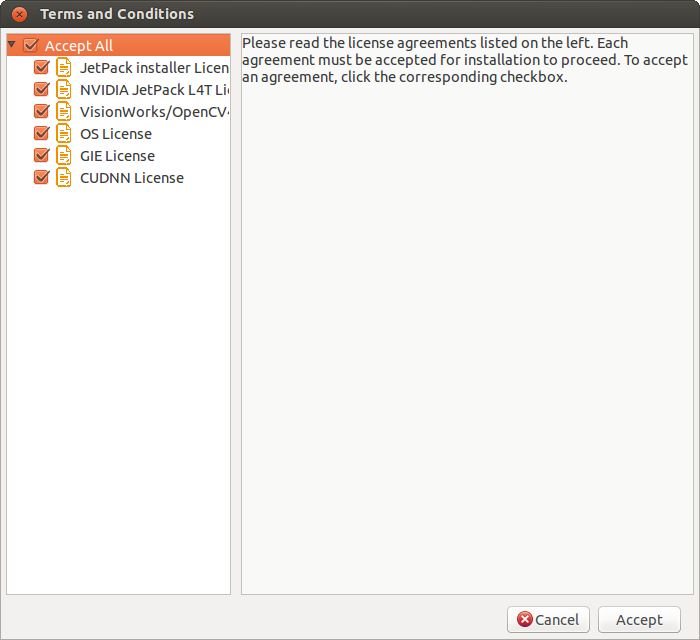 Terms and Conditions
Accept All
JetPack installer Licen
NVIDIA JetPack L4T Li
VisionWorks/OpenCV
OS License
GIE License
CUDNN License
Please read the license agreements listed on the left. Each
agreement must be accepted for installation to proceed. To accept
an agreement, click the corresponding checkbox.
Cancel
Accept